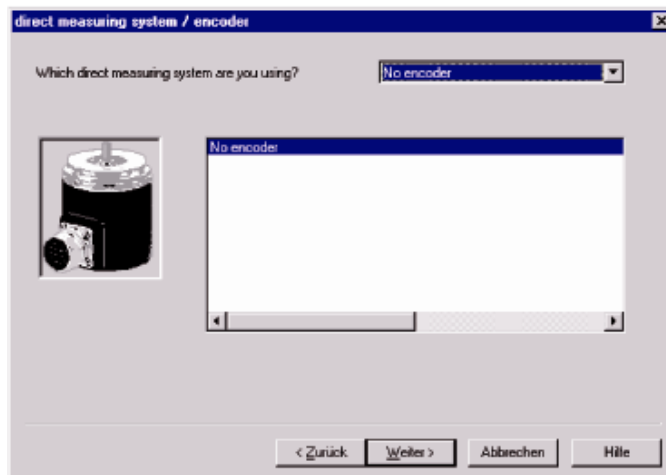 direct measuring system / encoder
Which direct measuring system are you using? No encoder
No encoder
< Zurück Weiter > Abbrechen Hilfe